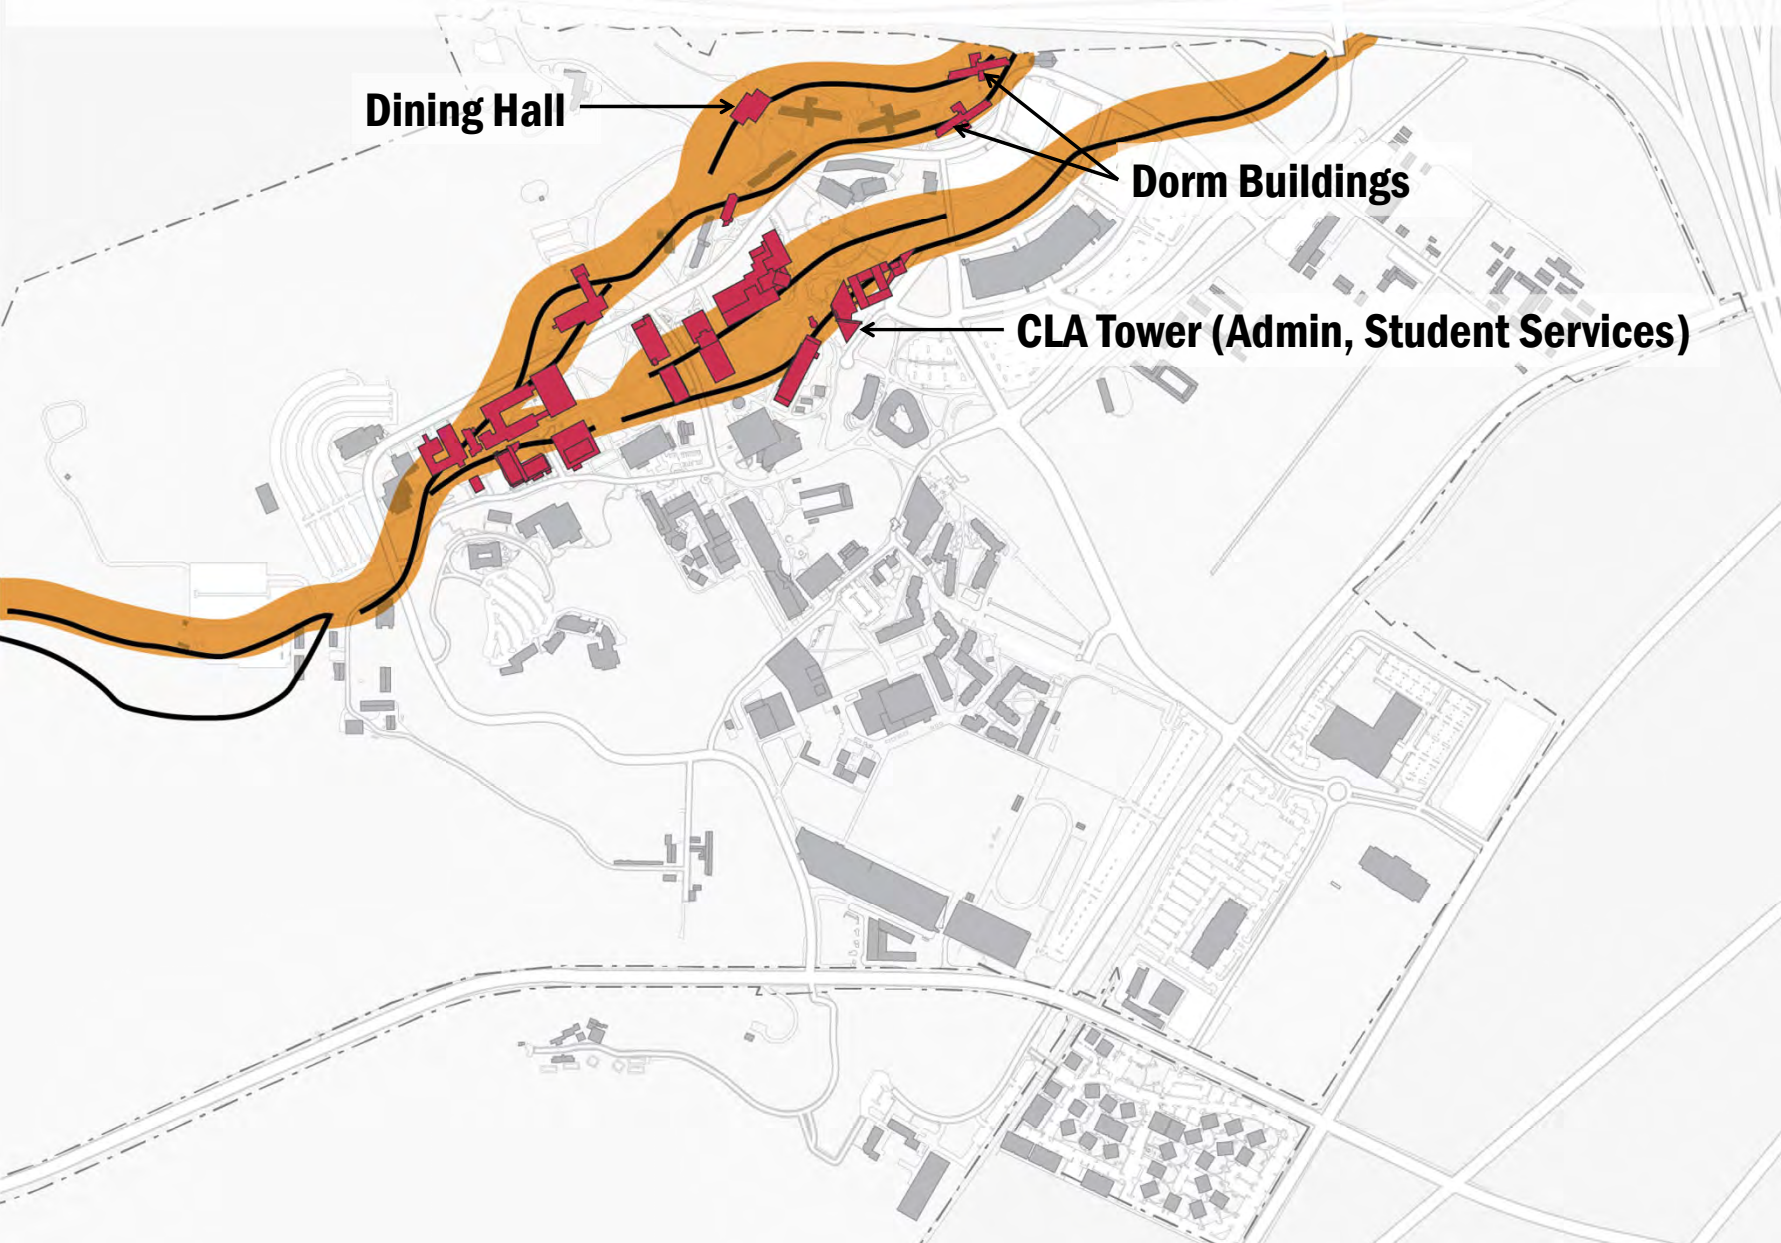 Dining Hall
Dorm Buildings
CLA Tower (Admin, Student Services)